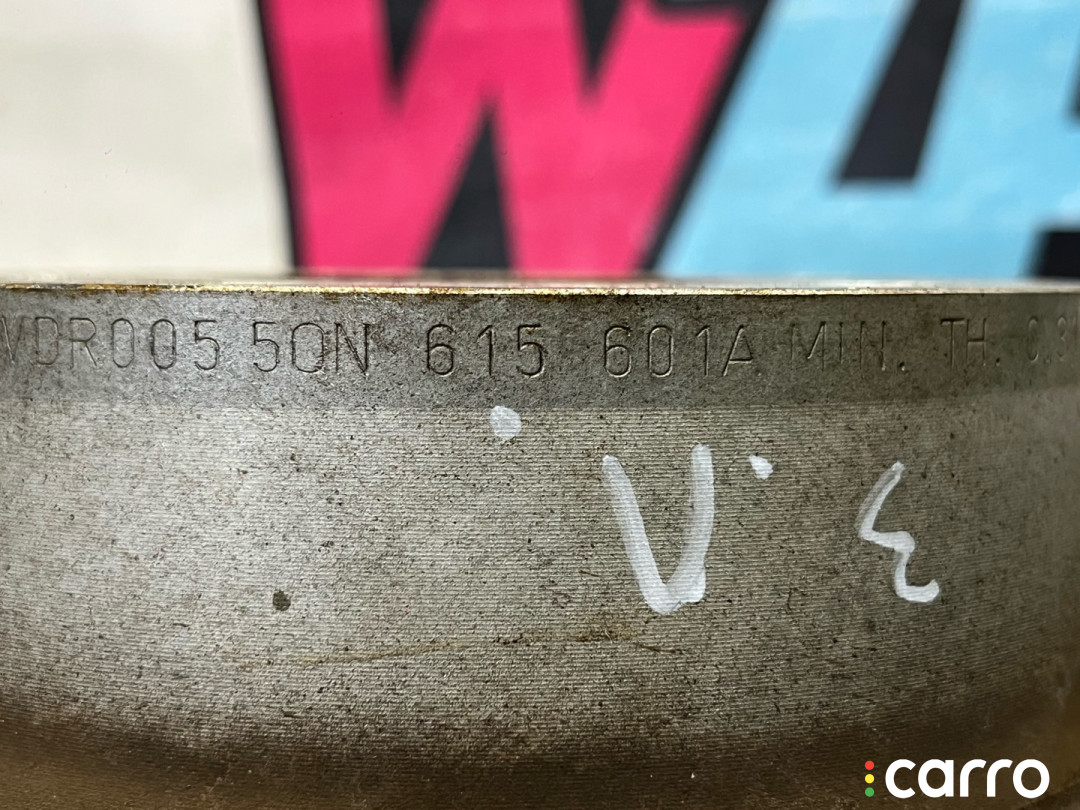 VDR005 5QN 615 601A MIN. TH.
V
carro